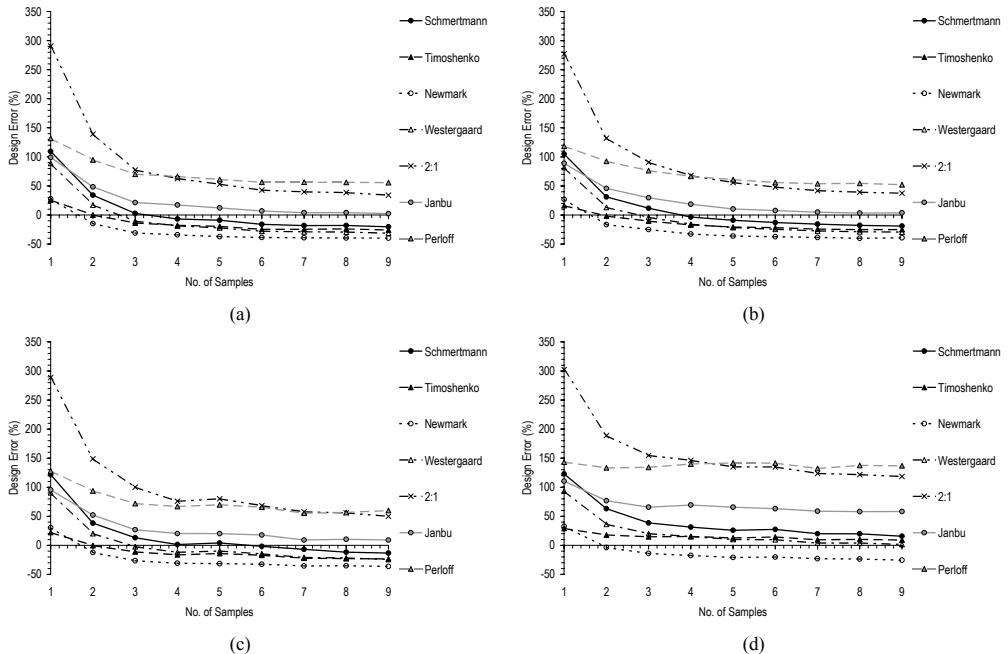 350
300
250
200
150
100
50
0
-50
Design Error (%)
1 2 3 4 5 6 7 8 9
No. of Samples
Schmertmann
Timoshenko
Newmark
Westergaard
2:1
Janbu
Perloff
(a)
350
300
250
200
150
100
50
0
-50
Design Error (%)
1 2 3 4 5 6 7 8 9
No. of Samples
Schmertmann
Timoshenko
Newmark
Westergaard
2:1
Janbu
Perloff
(b)
350
300
250
200
150
100
50
0
-50
Design Error (%)
1 2 3 4 5 6 7 8 9
No. of Samples
Schmertmann
Timoshenko
Newmark
Westergaard
2:1
Janbu
Perloff
(c)
350
300
250
200
150
100
50
0
-50
Design Error (%)
1 2 3 4 5 6 7 8 9
No. of Samples
Schmertmann
Timoshenko
Newmark
Westergaard
2:1
Janbu
Perloff
(d)